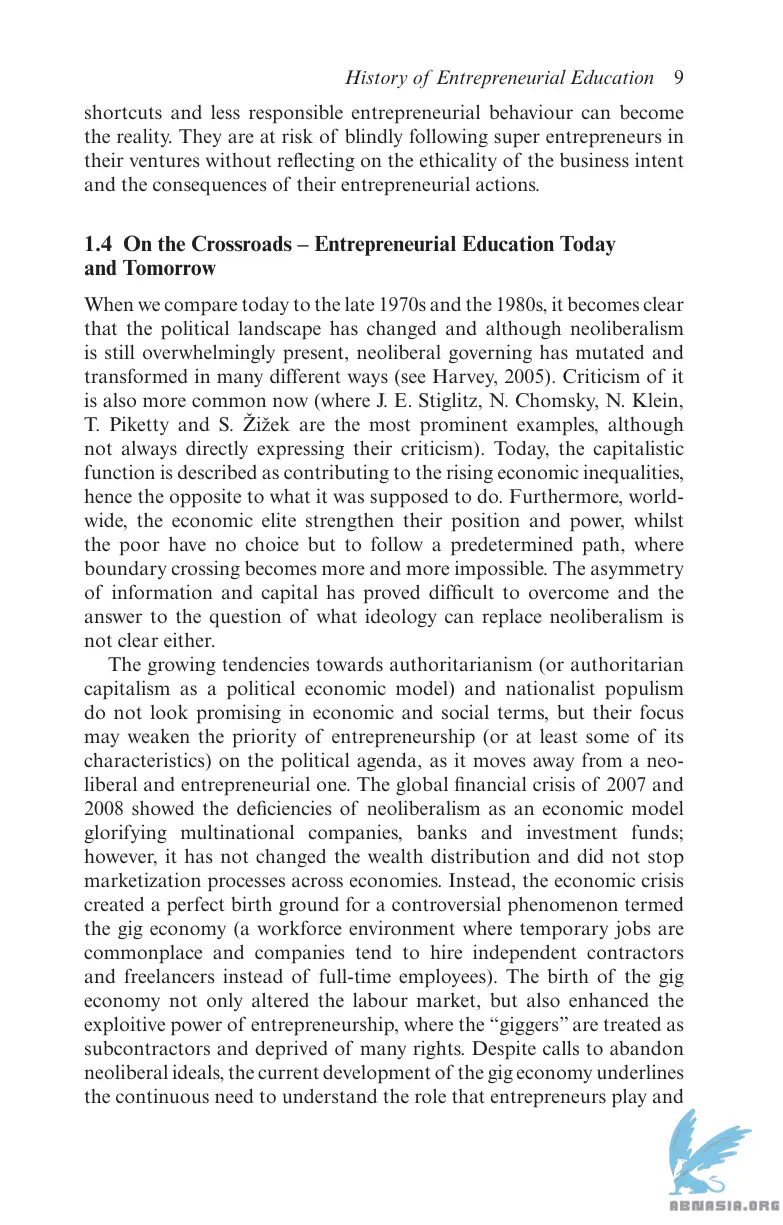 History of Entrepreneurial Education 9
shortcuts and less responsible entrepreneurial behaviour can become
the reality. They are at risk of blindly following super entrepreneurs in
their ventures without reflecting on the ethicality of the business intent
and the consequences of their entrepreneurial actions.
1.4 On the Crossroads – Entrepreneurial Education Today
and Tomorrow
When we compare today to the late 1970s and the 1980s, it becomes clear
that the political landscape has changed and although neoliberalism
is still overwhelmingly present, neoliberal governing has mutated and
transformed in many different ways (see Harvey, 2005). Criticism of it
is also more common now (where J. E. Stiglitz, N. Chomsky, N. Klein,
T. Piketty and S. Žižek are the most prominent examples, although
not always directly expressing their criticism). Today, the capitalistic
function is described as contributing to the rising economic inequalities,
hence the opposite to what it was supposed to do. Furthermore, world-
wide, the economic elite strengthen their position and power, whilst
the poor have no choice but to follow a predetermined path, where
boundary crossing becomes more and more impossible. The asymmetry
of information and capital has proved difficult to overcome and the
answer to the question of what ideology can replace neoliberalism is
not clear either.
The growing tendencies towards authoritarianism (or authoritarian
capitalism as a political economic model) and nationalist populism
do not look promising in economic and social terms, but their focus
may weaken the priority of entrepreneurship (or at least some of its
characteristics) on the political agenda, as it moves away from a neo-
liberal and entrepreneurial one. The global financial crisis of 2007 and
2008 showed the deficiencies of neoliberalism as an economic model
glorifying multinational companies, banks and investment funds;
however, it has not changed the wealth distribution and did not stop
marketization processes across economies. Instead, the economic crisis
created a perfect birth ground for a controversial phenomenon termed
the gig economy (a workforce environment where temporary jobs are
commonplace and companies tend to hire independent contractors
and freelancers instead of full-time employees). The birth of the gig
economy not only altered the labour market, but also enhanced the
exploitive power of entrepreneurship, where the “giggers” are treated as
subcontractors and deprived of many rights. Despite calls to abandon
neoliberal ideals, the current development of the gig economy underlines
the continuous need to understand the role that entrepreneurs play and
ABNASIA.ORG